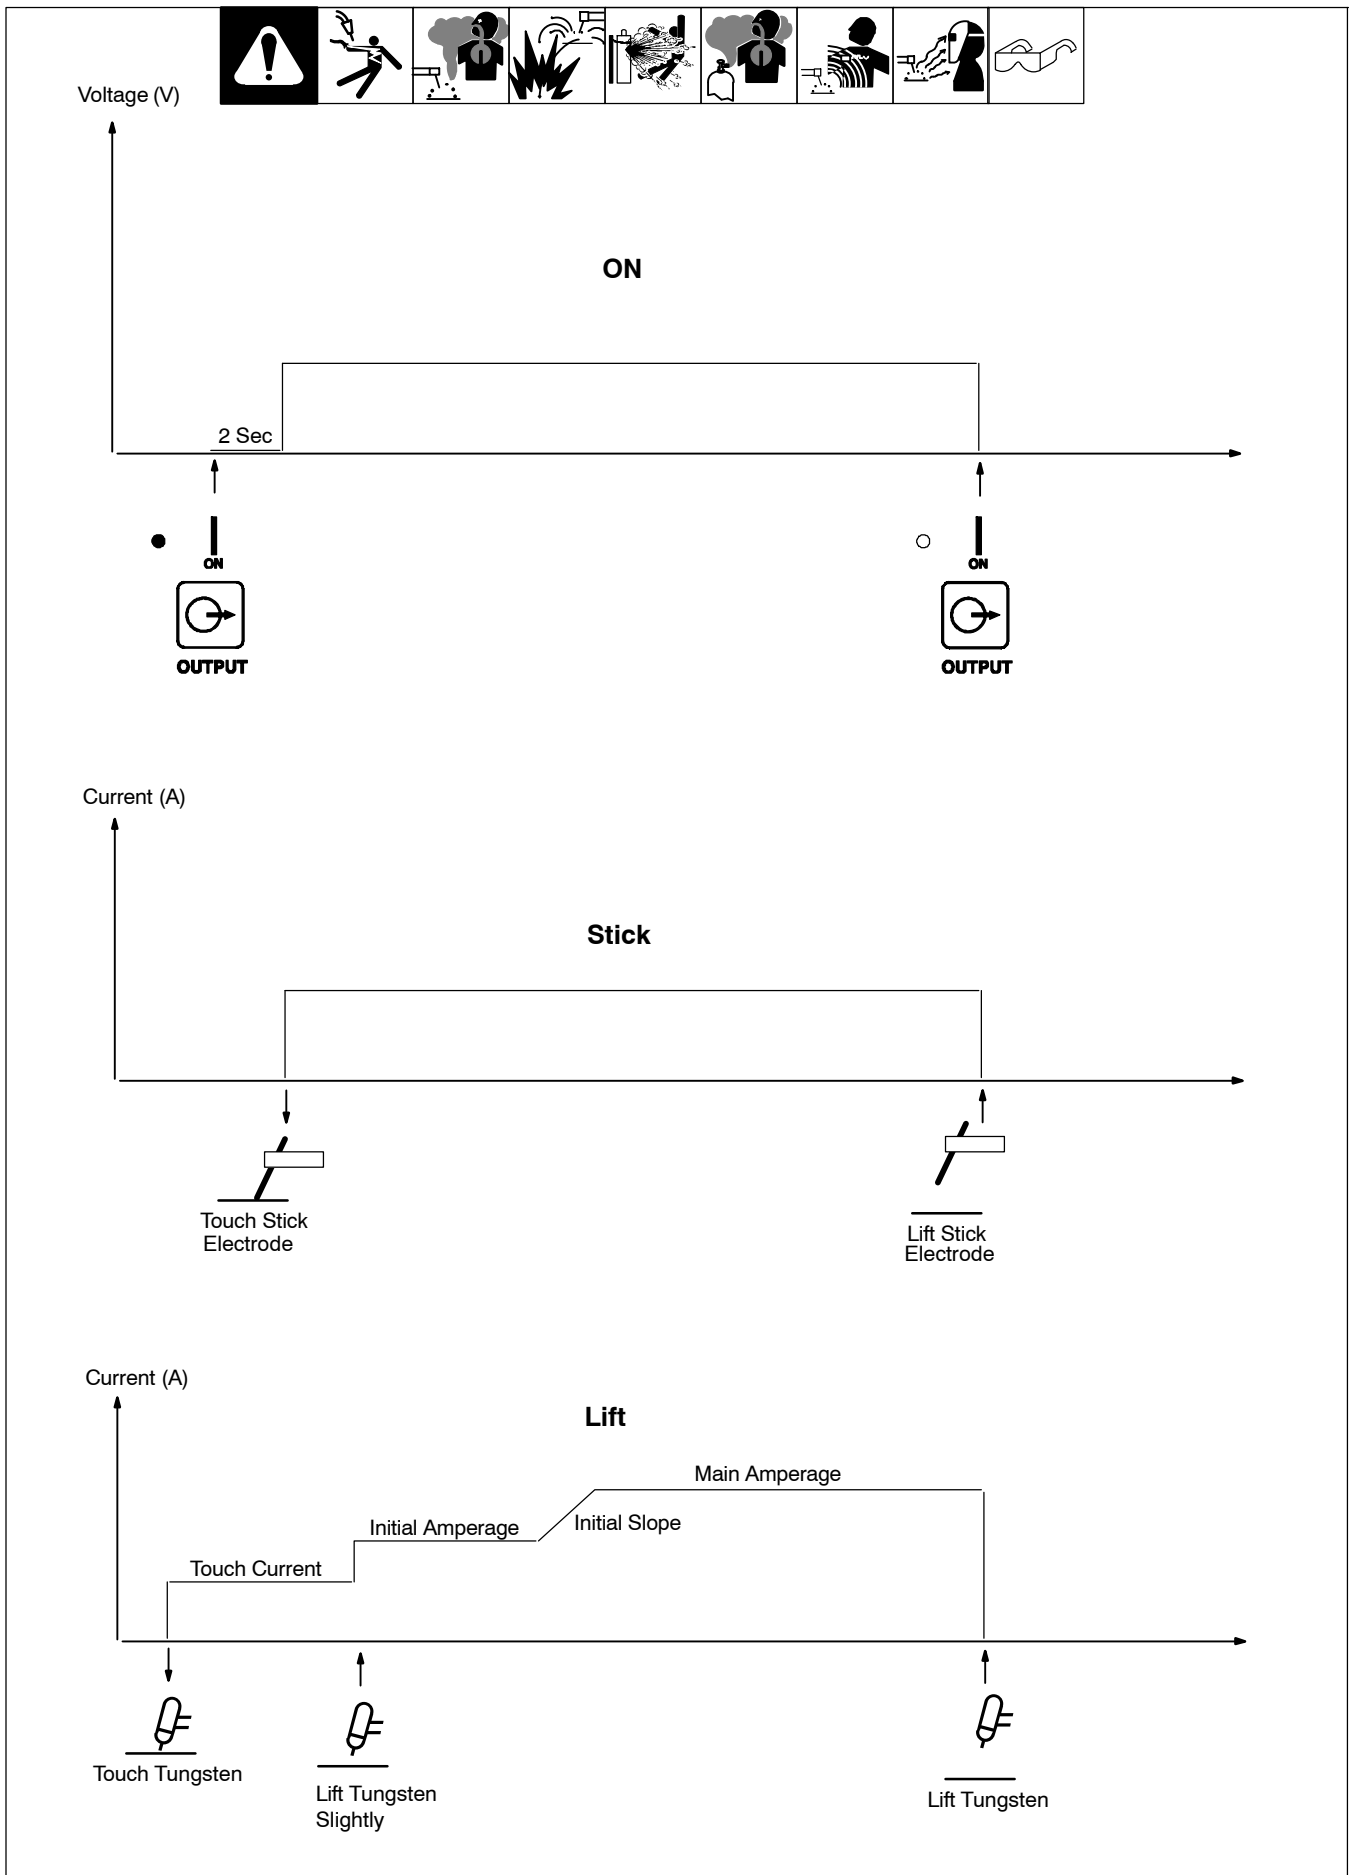 Voltage (V)
ON
2 Sec
ON
OUTPUT
ON
OUTPUT
Current (A)
Stick
Touch Stick
Electrode
Lift Stick
Electrode
Current (A)
Lift
Main Amperage
Initial Slope
Initial Amperage
Touch Current
Touch Tungsten
Lift Tungsten
Slightly
Lift Tungsten